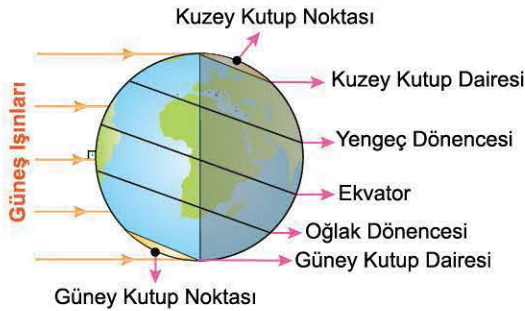 Kuzey Kutup Noktası
Kuzey Kutup Dairesi
Yengeç Dönencesi
Ekvator
Oğlak Dönencesi
Güney Kutup Dairesi
Güney Kutup Noktası
Güneş Işınları